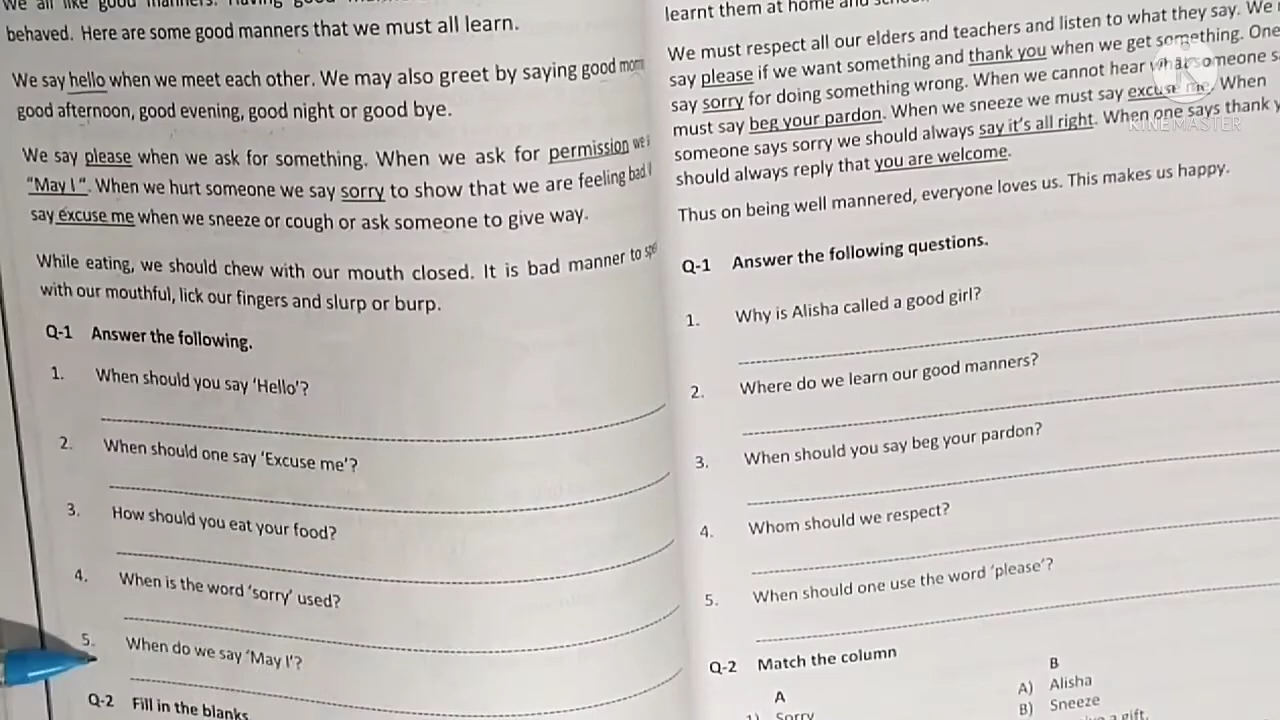 We all like good manners. Having good
behaved. Here are some good manners that we must all learn.
We say hello when we meet each other. We may also greet by saying good
good afternoon, good evening, good night or good bye.
We say please when we ask for something. When we ask for permission we
“May I”. When we hurt someone we say sorry to show that we are feeling bad
say excuse me when we sneeze or cough or ask someone to give way.
While eating, we should chew with our mouth closed. It is bad manner to
with our mouthful, lick our fingers and slurp or burp.
Q-1 Answer the following.
1. When should you say ‘Hello’?
2. When should one say ‘Excuse me’?
3. How should you eat your food?
4. When is the word ‘sorry’ used?
5. When do we say ‘May I’?
Q-2 Fill in the blanks
learnt them at home and
We must respect all our elders and teachers and listen to what they say. We
say please if we want something and thank you when we get something. One
say sorry for doing something wrong. When we cannot hear what someone
must say beg your pardon. When we sneeze we must say excuse me. When
someone says sorry we should always say it’s all right. When one says thank
should always reply that you are welcome.
Thus on being well mannered, everyone loves us. This makes us happy.
Q-1 Answer the following questions.
1. Why is Alisha called a good girl?
2. Where do we learn our good manners?
3. When should you say beg your pardon?
4. Whom should we respect?
5. When should one use the word ‘please’?
Q-2 Match the column
A B
A) Alisha
1) Sorry B) Sneeze
a gift.
KINEMASTER